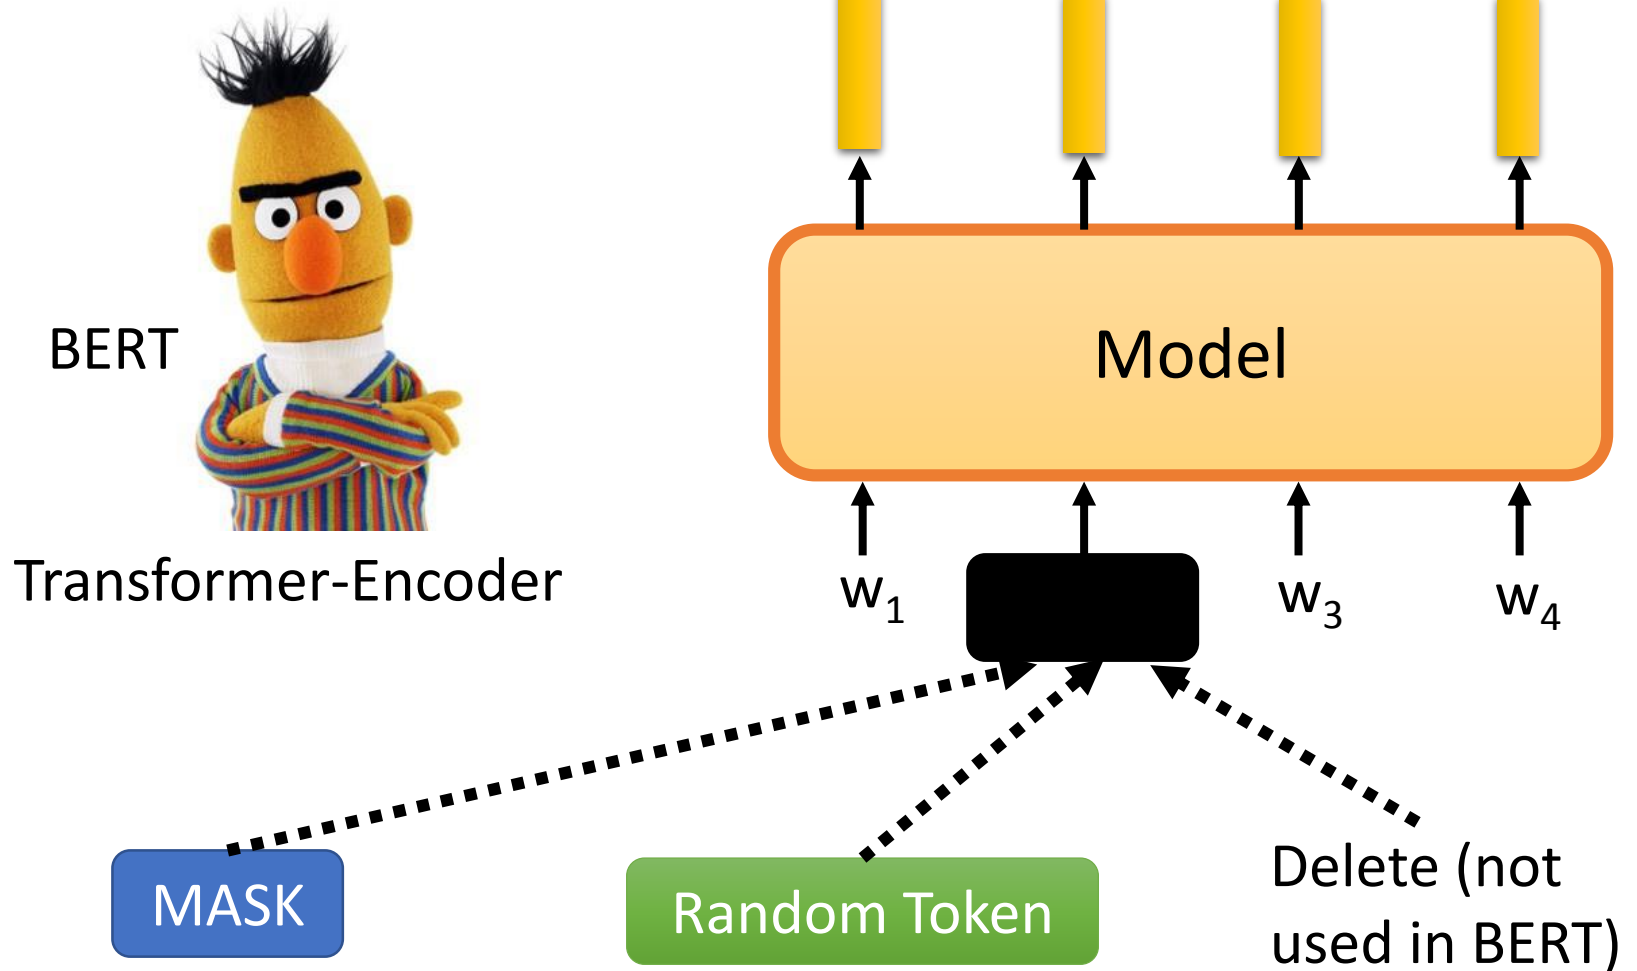 BERT
Transformer-Encoder
Model
w1
w3
w4
MASK
Random Token
Delete (not
used in BERT)